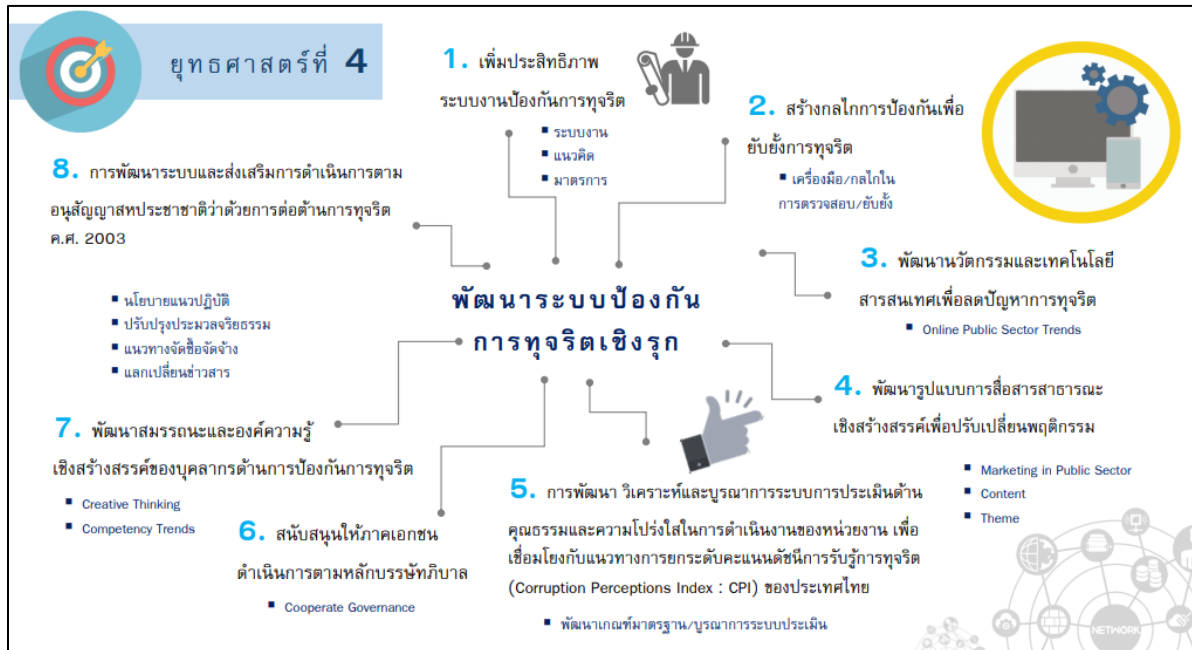 ยุทธศาสตร์ที่ 4
1. เพิ่มประสิทธิภาพ
ระบบงานป้องกันการทุจริต
▪ ระบบงาน
▪ แนวคิด
▪ มาตรการ
2. สร้างกลไกการป้องกันเพื่อ
ยับยั้งการทุจริต
▪ เครื่องมือ/กลไกใน
การตรวจสอบ/ยับยั้ง
3. พัฒนานวัตกรรมและเทคโนโลยี
สารสนเทศเพื่อลดปัญหาการทุจริต
▪ Online Public Sector Trends
4. พัฒนารูปแบบการสื่อสารสาธารณะ
เชิงสร้างสรรค์เพื่อปรับเปลี่ยนพฤติกรรม
▪ Marketing in Public Sector
▪ Content
▪ Theme
5. การพัฒนา วิเคราะห์และบูรณาการระบบการประเมินด้าน
คุณธรรมและความโปร่งใสในการดำเนินงานของหน่วยงาน เพื่อ
เชื่อมโยงกับแนวทางการยกระดับคะแนนดัชนีการรับรู้การทุจริต
(Corruption Perceptions Index : CPI) ของประเทศไทย
▪ พัฒนาเกณฑ์มาตรฐาน/บูรณาการระบบประเมิน
6. สนับสนุนให้ภาคเอกชน
ดำเนินการตามหลักบรรษัทภิบาล
▪ Cooperate Governance
7. พัฒนาสมรรถนะและองค์ความรู้
เชิงสร้างสรรค์ของบุคลากรด้านการป้องกันการทุจริต
▪ Creative Thinking
▪ Competency Trends
8. การพัฒนาระบบและส่งเสริมการดำเนินการตาม
อนุสัญญาสหประชาชาติว่าด้วยการต่อต้านการทุจริต
ค.ศ. 2003
▪ นโยบายแนวปฏิบัติ
▪ ปรับปรุงประมวลจริยธรรม
▪ แนวทางจัดซื้อจัดจ้าง
▪ แลกเปลี่ยนข่าวสาร
พัฒนาระบบป้องกัน
การทุจริตเชิงรุก
NETWORK